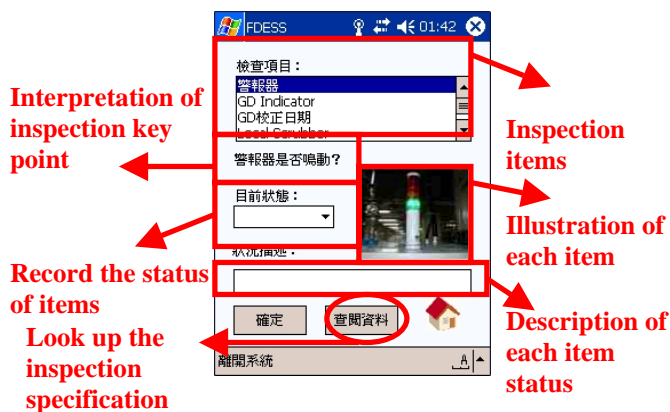 FDESS
01:42
檢查項目：
警報器
GD Indicator
GD校正日期
Local Scrubber
警報器是否鳴動?
目前狀態：
狀況描述：
確定
查閱資料
離開系統
A
Interpretation of
inspection key
point
Record the status
of items
Look up the
inspection
specification
Inspection
items
Illustration of
each item
Description of
each item
status